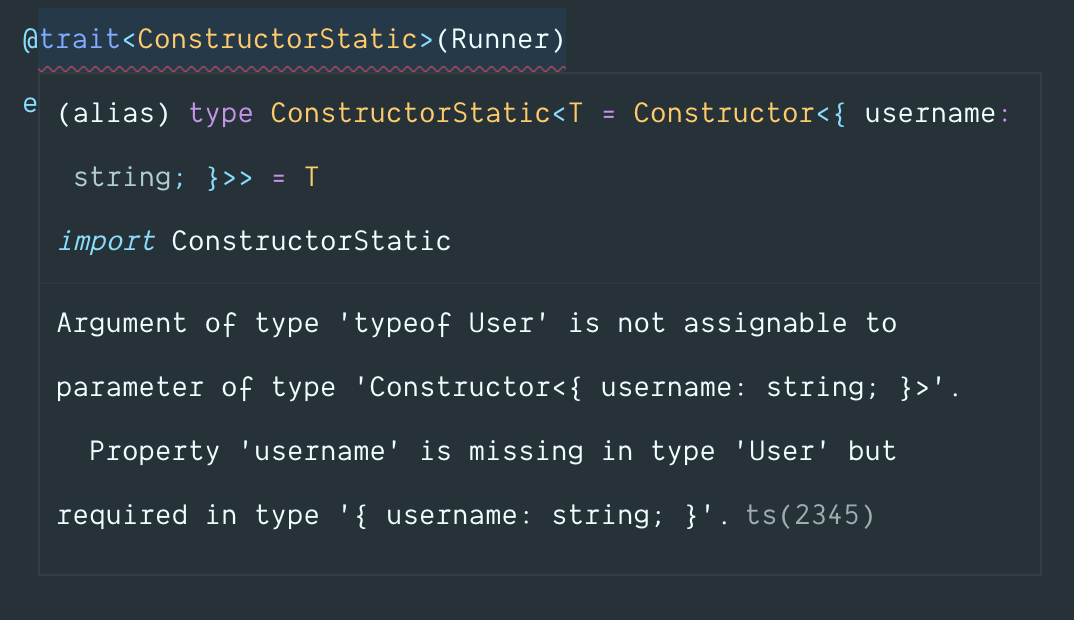 @trait<ConstructorStatic>(Runner)
e
(alias) type ConstructorStatic<T = Constructor<{ username:
string; }>> = T
import ConstructorStatic
Argument of type 'typeof User' is not assignable to
parameter of type 'Constructor<{ username: string; }>'.
Property 'username' is missing in type 'User' but
required in type '{ username: string; }'. ts(2345)